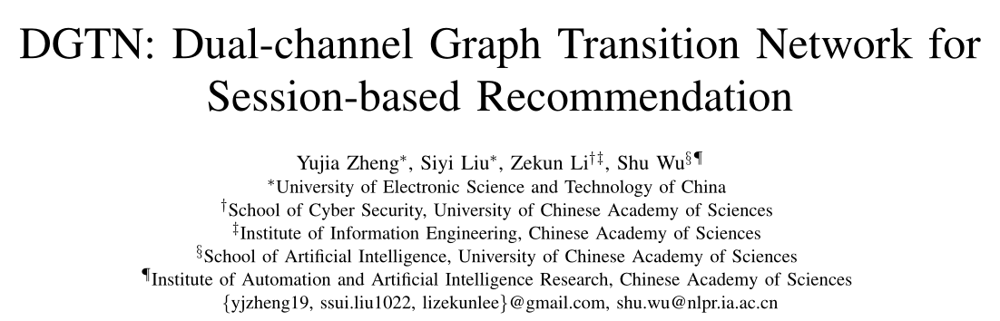 DGTN: Dual-channel Graph Transition Network for
Session-based Recommendation
Yujia Zheng*, Siyi Liu*, Zekun Li†‡, Shu Wu§¶
*University of Electronic Science and Technology of China
†School of Cyber Security, University of Chinese Academy of Sciences
‡Institute of Information Engineering, Chinese Academy of Sciences
§School of Artificial Intelligence, University of Chinese Academy of Sciences
¶Institute of Automation and Artificial Intelligence Research, Chinese Academy of Sciences
{yjzheng19, ssui.liu1022, lizekunlee}@gmail.com, shu.wu@nlpr.ia.ac.cn